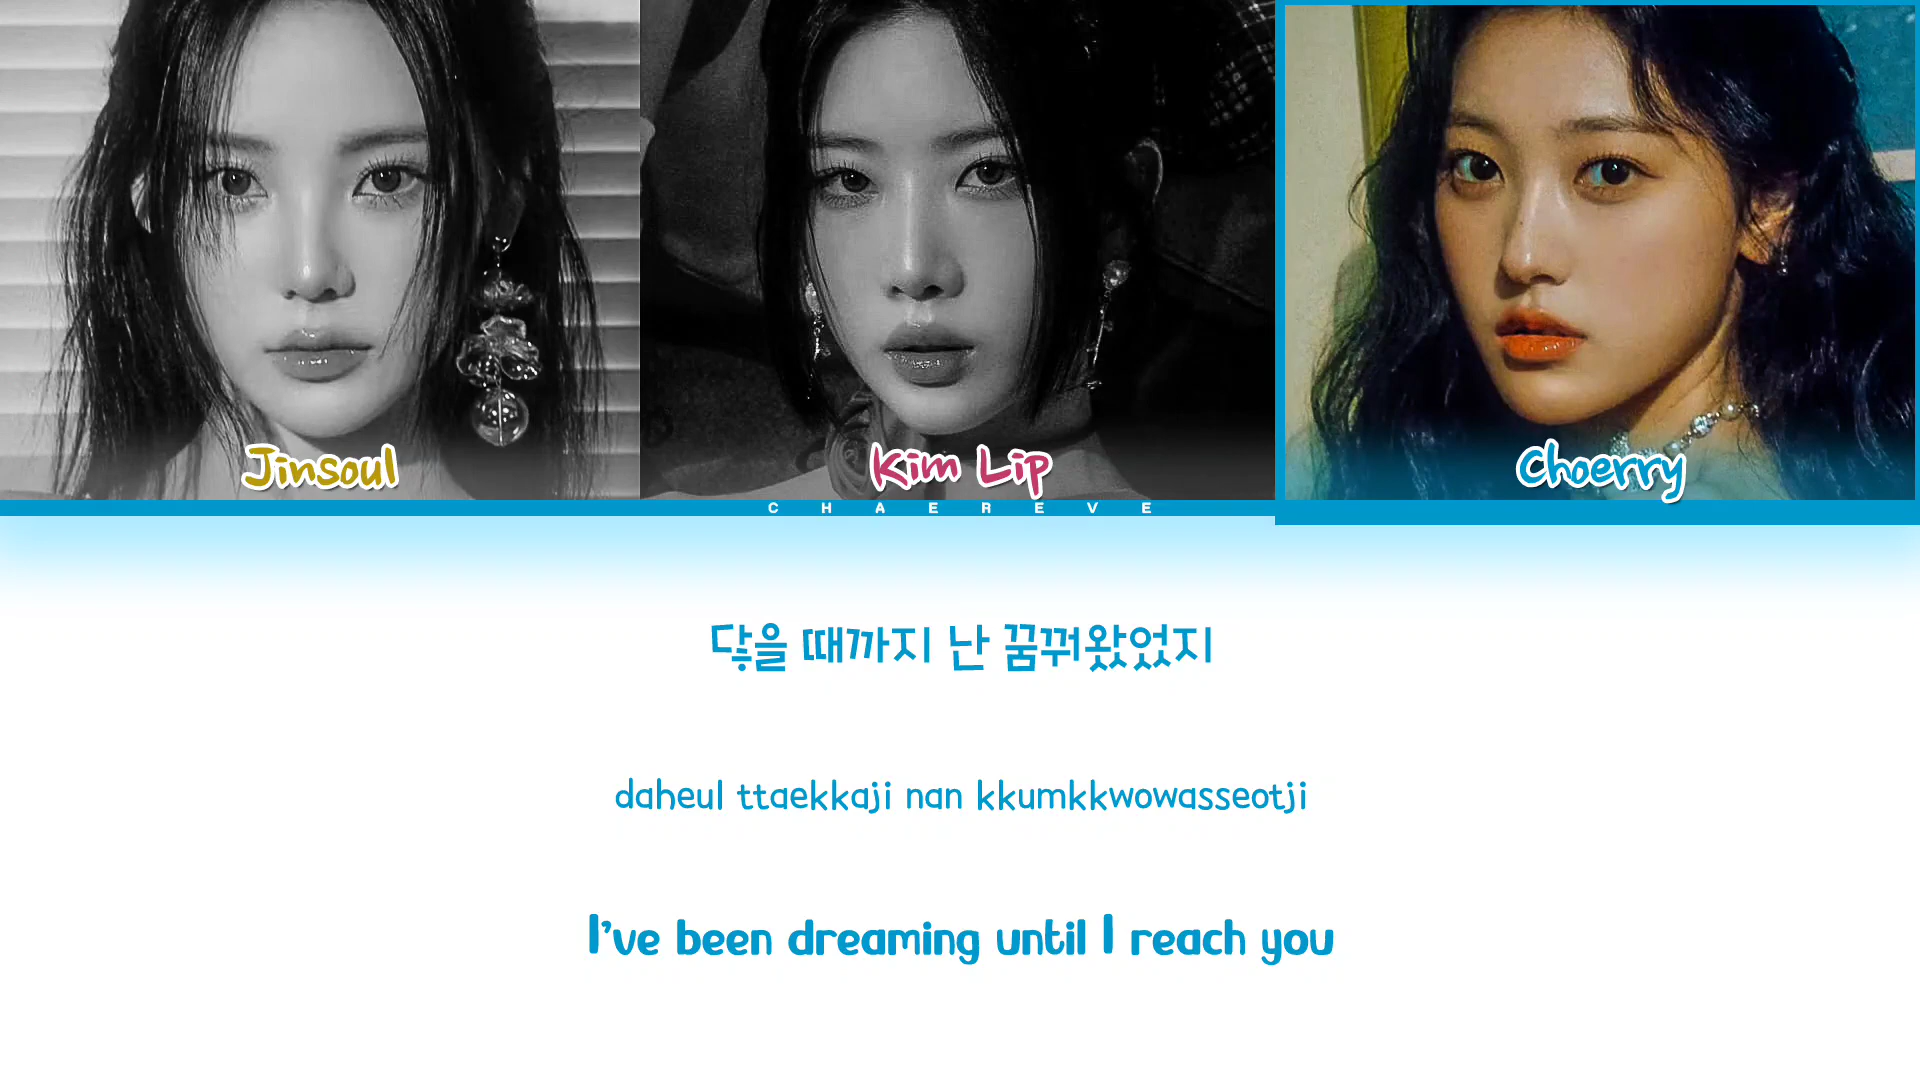 Jinsoul
Kim Lip
Choerry
CHAEREVE
닿을 때까지 난 꿈꿔왔었지
daheul ttaekkaji nan kkumkkwowasseotji
I've been dreaming until I reach you